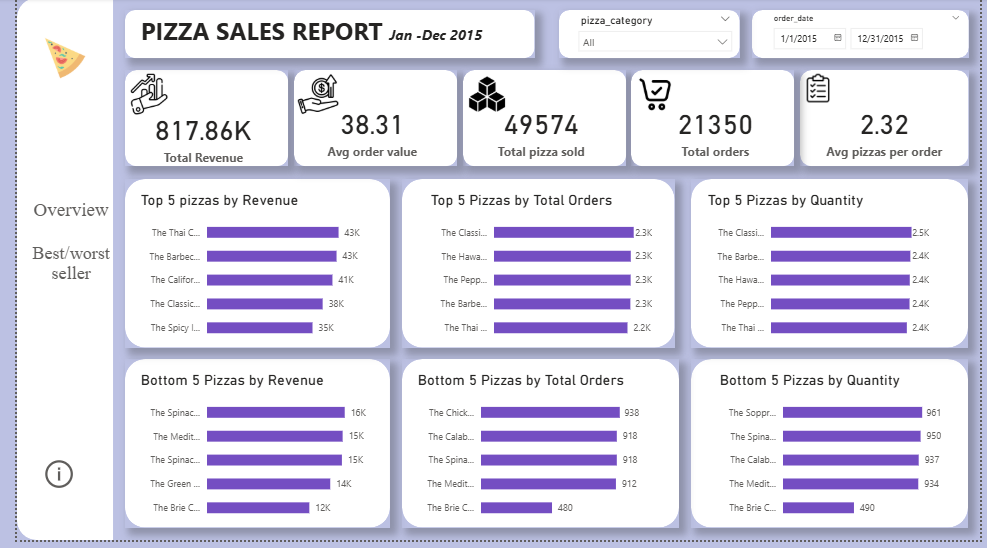 PIZZA SALES REPORT Jan -Dec 2015
pizza_category
All
order_date
1/1/2015 12/31/2015
817.86K
Total Revenue
38.31
Avg order value
49574
Total pizza sold
21350
Total orders
2.32
Avg pizzas per order
Overview
Best/worst
seller
Top 5 pizzas by Revenue
The Thai C... 43K
The Barbec... 43K
The Califor... 41K
The Classic... 38K
The Spicy I... 35K
Top 5 Pizzas by Total Orders
The Classi... 2.3K
The Hawa... 2.3K
The Pepp... 2.3K
The Barbe... 2.3K
The Thai ... 2.2K
Top 5 Pizzas by Quantity
The Classi... 2.5K
The Barbe... 2.4K
The Hawa... 2.4K
The Pepp... 2.4K
The Thai ... 2.4K
Bottom 5 Pizzas by Revenue
The Spinac... 16K
The Medit... 15K
The Spinac... 15K
The Green ... 14K
The Brie C... 12K
Bottom 5 Pizzas by Total Orders
The Chick... 938
The Calab... 918
The Spina... 918
The Medit... 912
The Brie C... 480
Bottom 5 Pizzas by Quantity
The Soppr... 961
The Spina... 950
The Calab... 937
The Medit... 934
The Brie C... 490